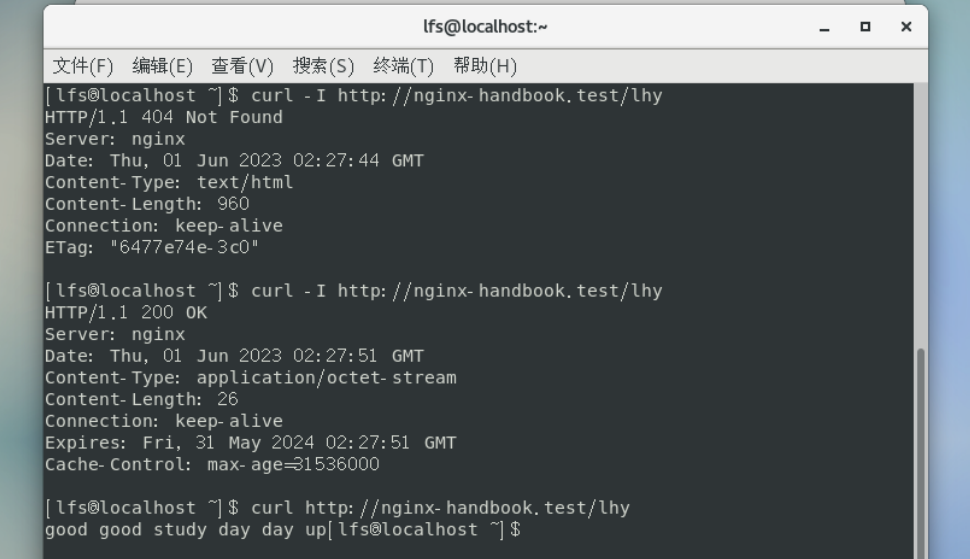 lfs@localhost:~
文件(F) 编辑(E) 查看(V) 搜索(S) 终端(T) 帮助(H)
[lfs@localhost ~]$ curl -I http://nginx-handbook.test/lhy
HTTP/1.1 404 Not Found
Server: nginx
Date: Thu, 01 Jun 2023 02:27:44 GMT
Content-Type: text/html
Content-Length: 960
Connection: keep-alive
ETag: "6477e74e-3c0"
[lfs@localhost ~]$ curl -I http://nginx-handbook.test/lhy
HTTP/1.1 200 OK
Server: nginx
Date: Thu, 01 Jun 2023 02:27:51 GMT
Content-Type: application/octet-stream
Content-Length: 26
Connection: keep-alive
Expires: Fri, 31 May 2024 02:27:51 GMT
Cache-Control: max-age=31536000
[lfs@localhost ~]$ curl http://nginx-handbook.test/lhy
good good study day day up[lfs@localhost ~]$